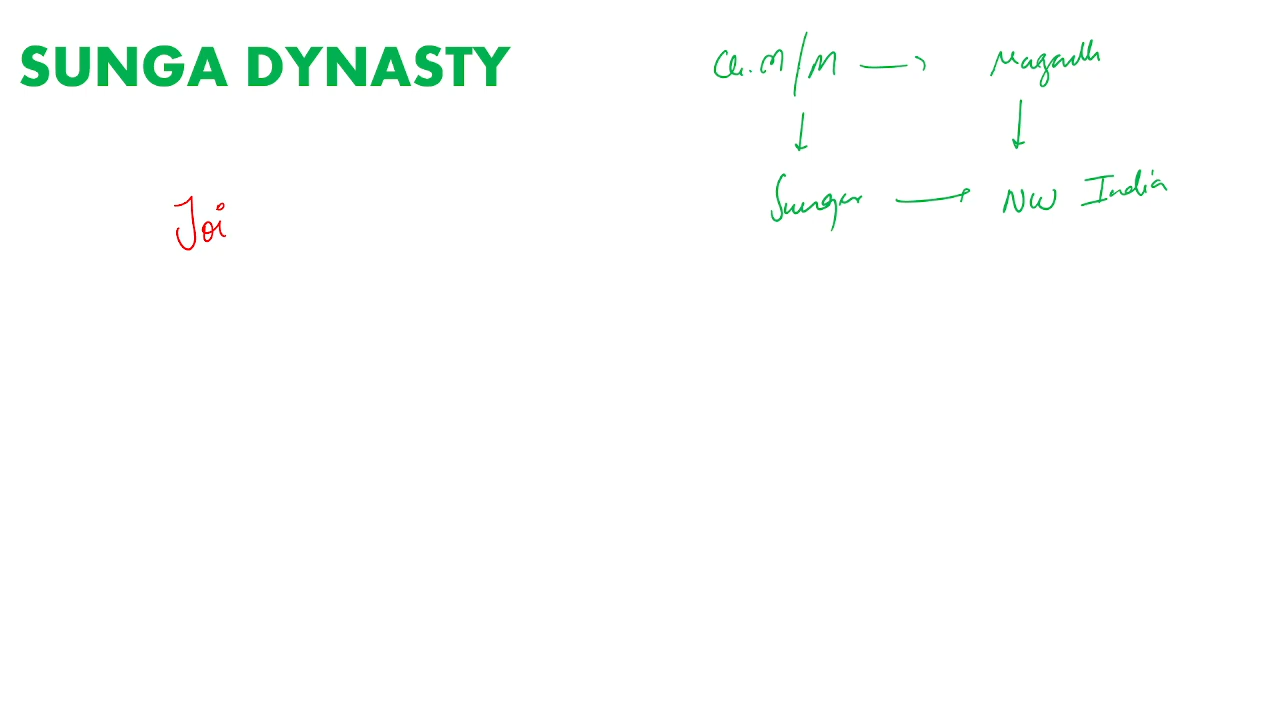 SUNGA DYNASTY
Ch. M/M → Magadh
↓ ↓
Sungas → NW India
Joi